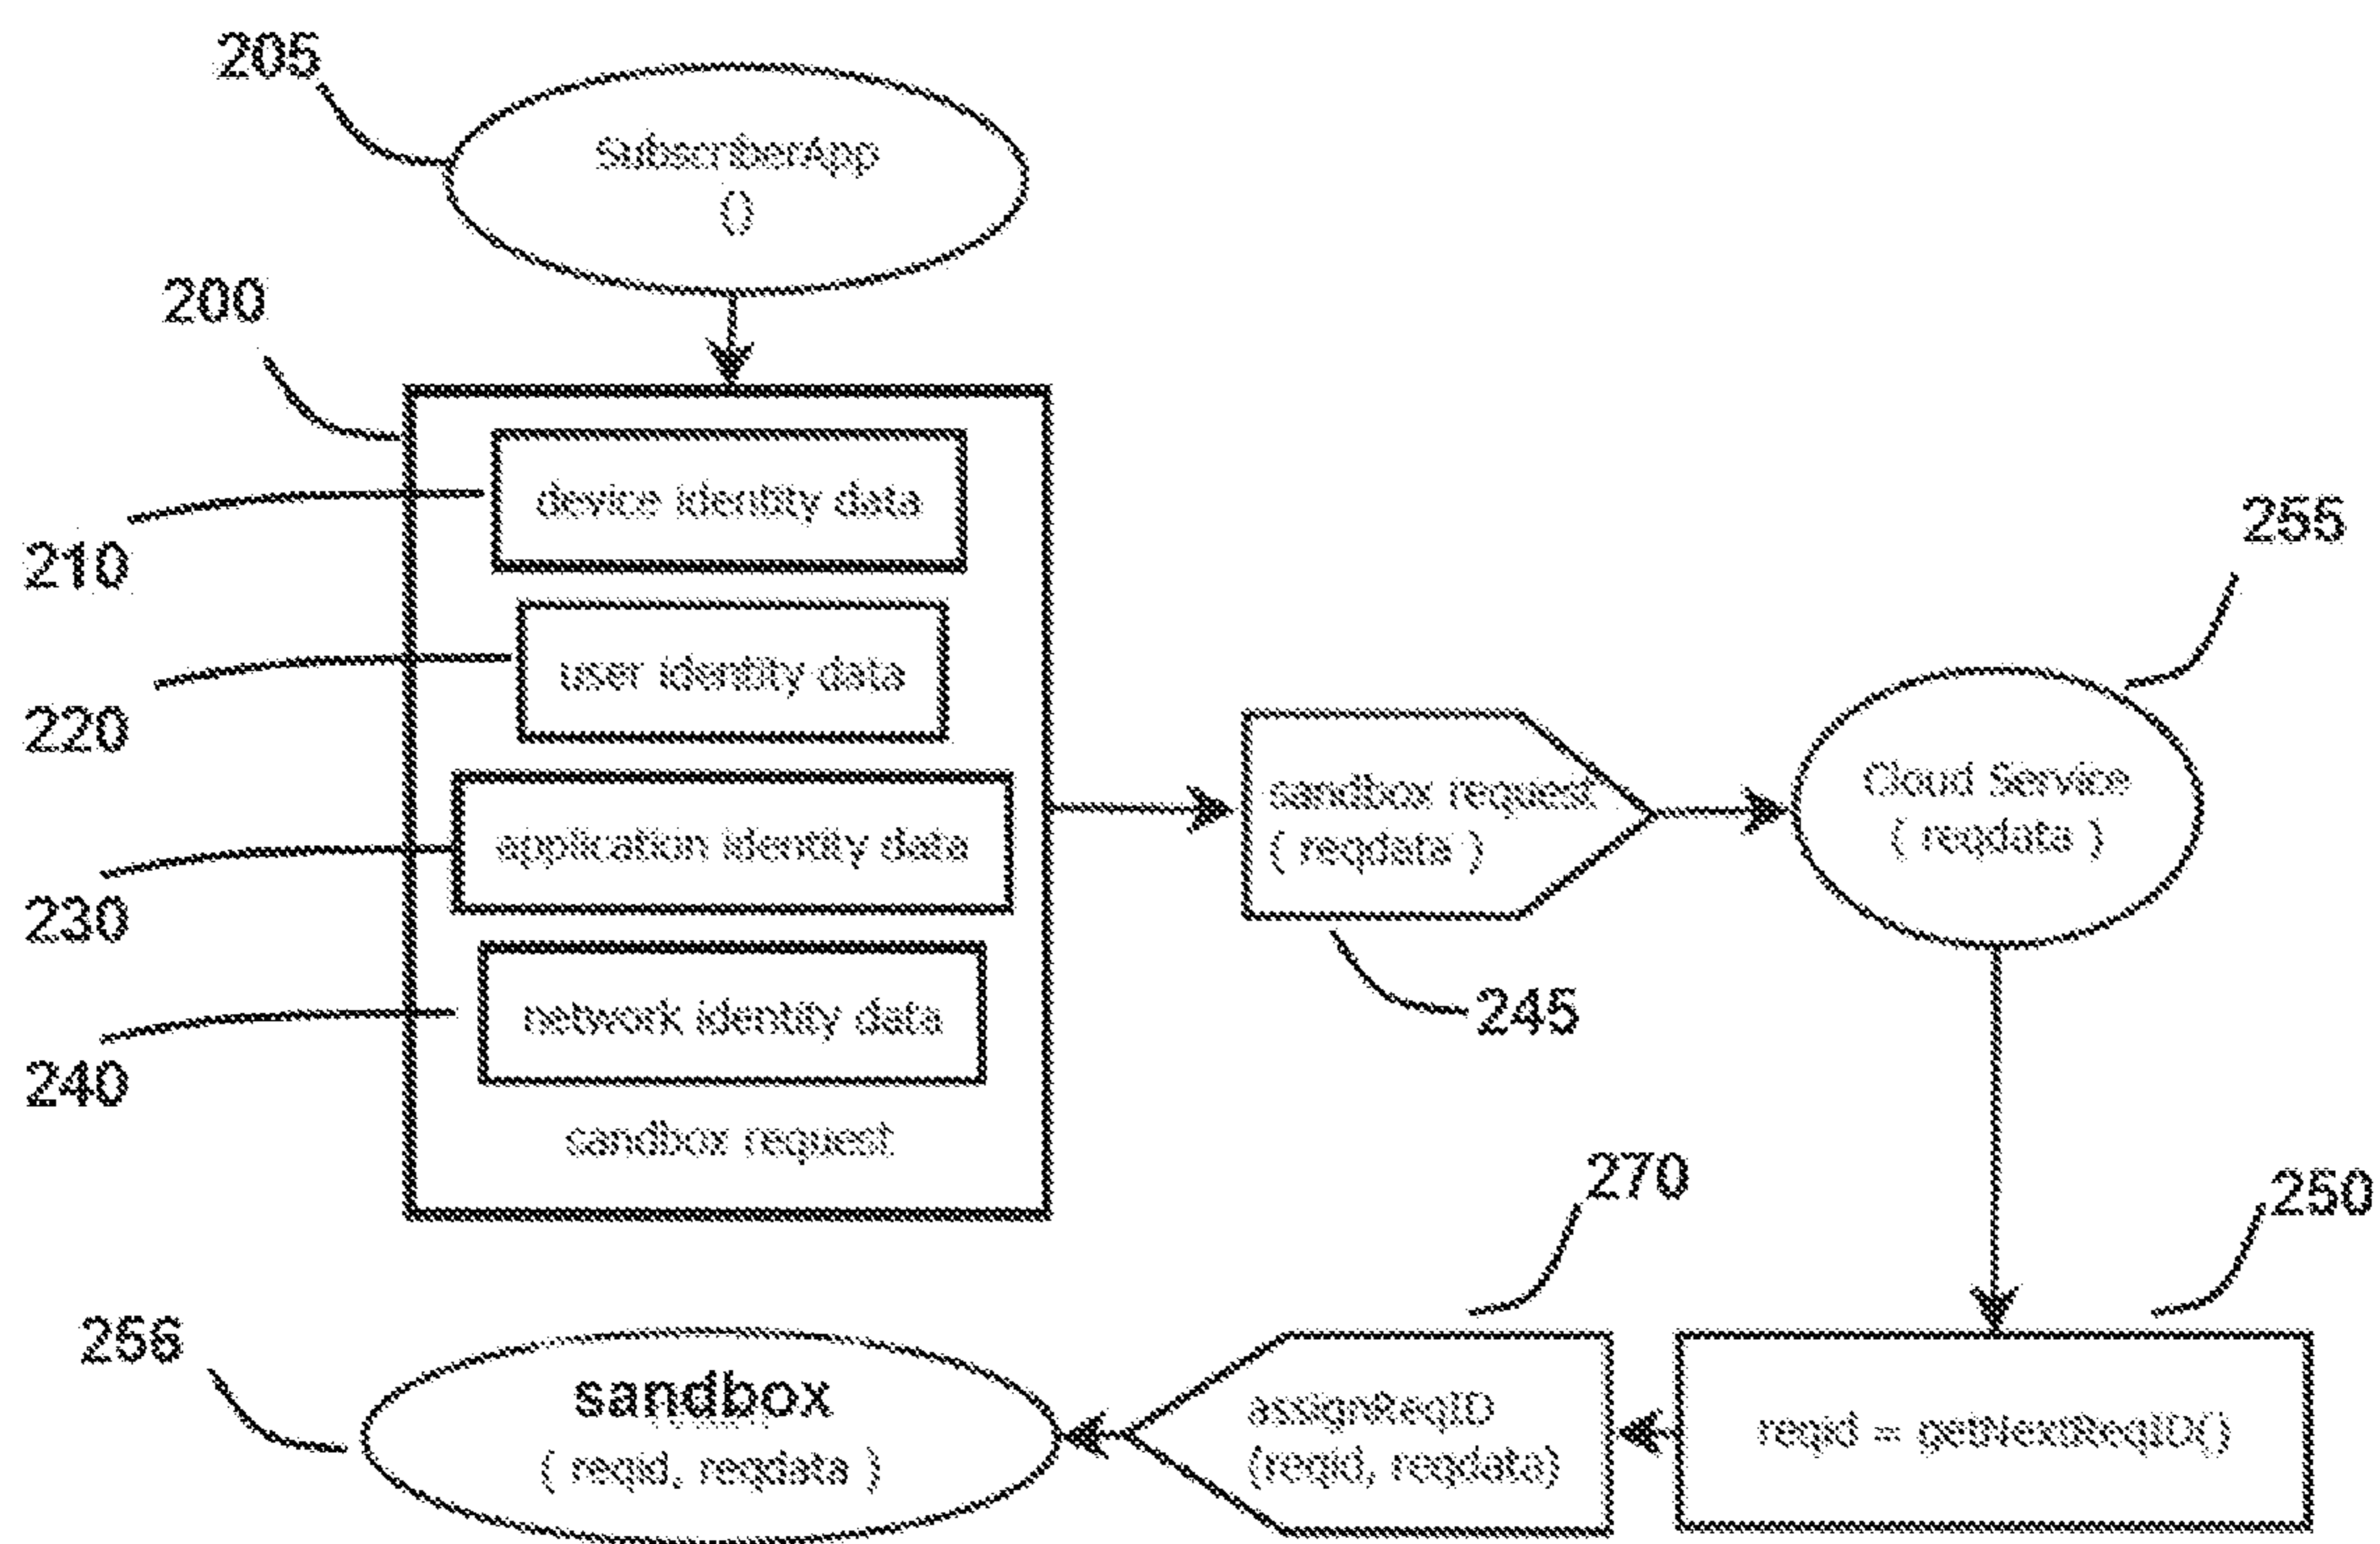 205
SubscriberApp
()
200
device identity data
210
user identity data
220
application identity data
230
network identity data
240
sandbox request
sandbox request
( reqdata )
245
Cloud Service
( reqdata )
255
270
250
256
sandbox
( reqid, reqdata )
assignReqID
(reqid, reqdata)
reqid = getNextReqID()